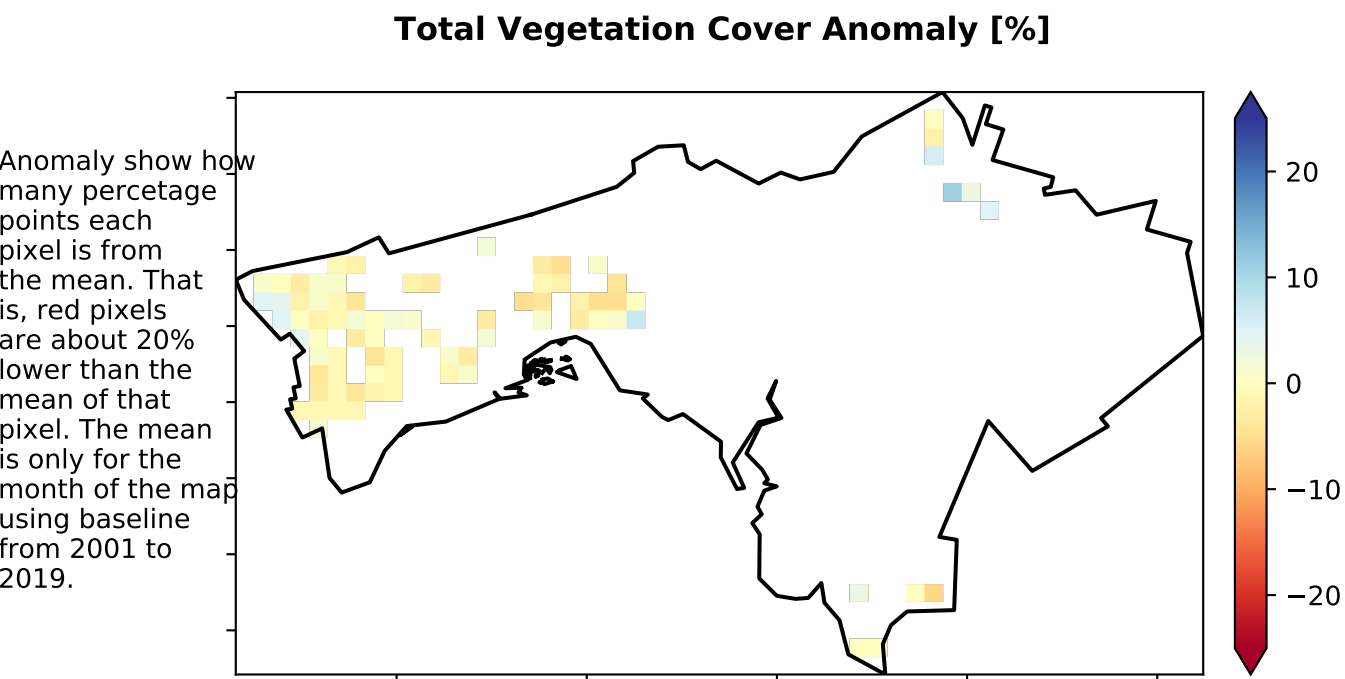 Total Vegetation Cover Anomaly [%]
Anomaly show how
many percetage
points each
pixel is from
the mean. That
is, red pixels
are about 20%
lower than the
mean of that
pixel. The mean
is only for the
month of the map
using baseline
from 2001 to
2019.
20
10
0
−10
−20